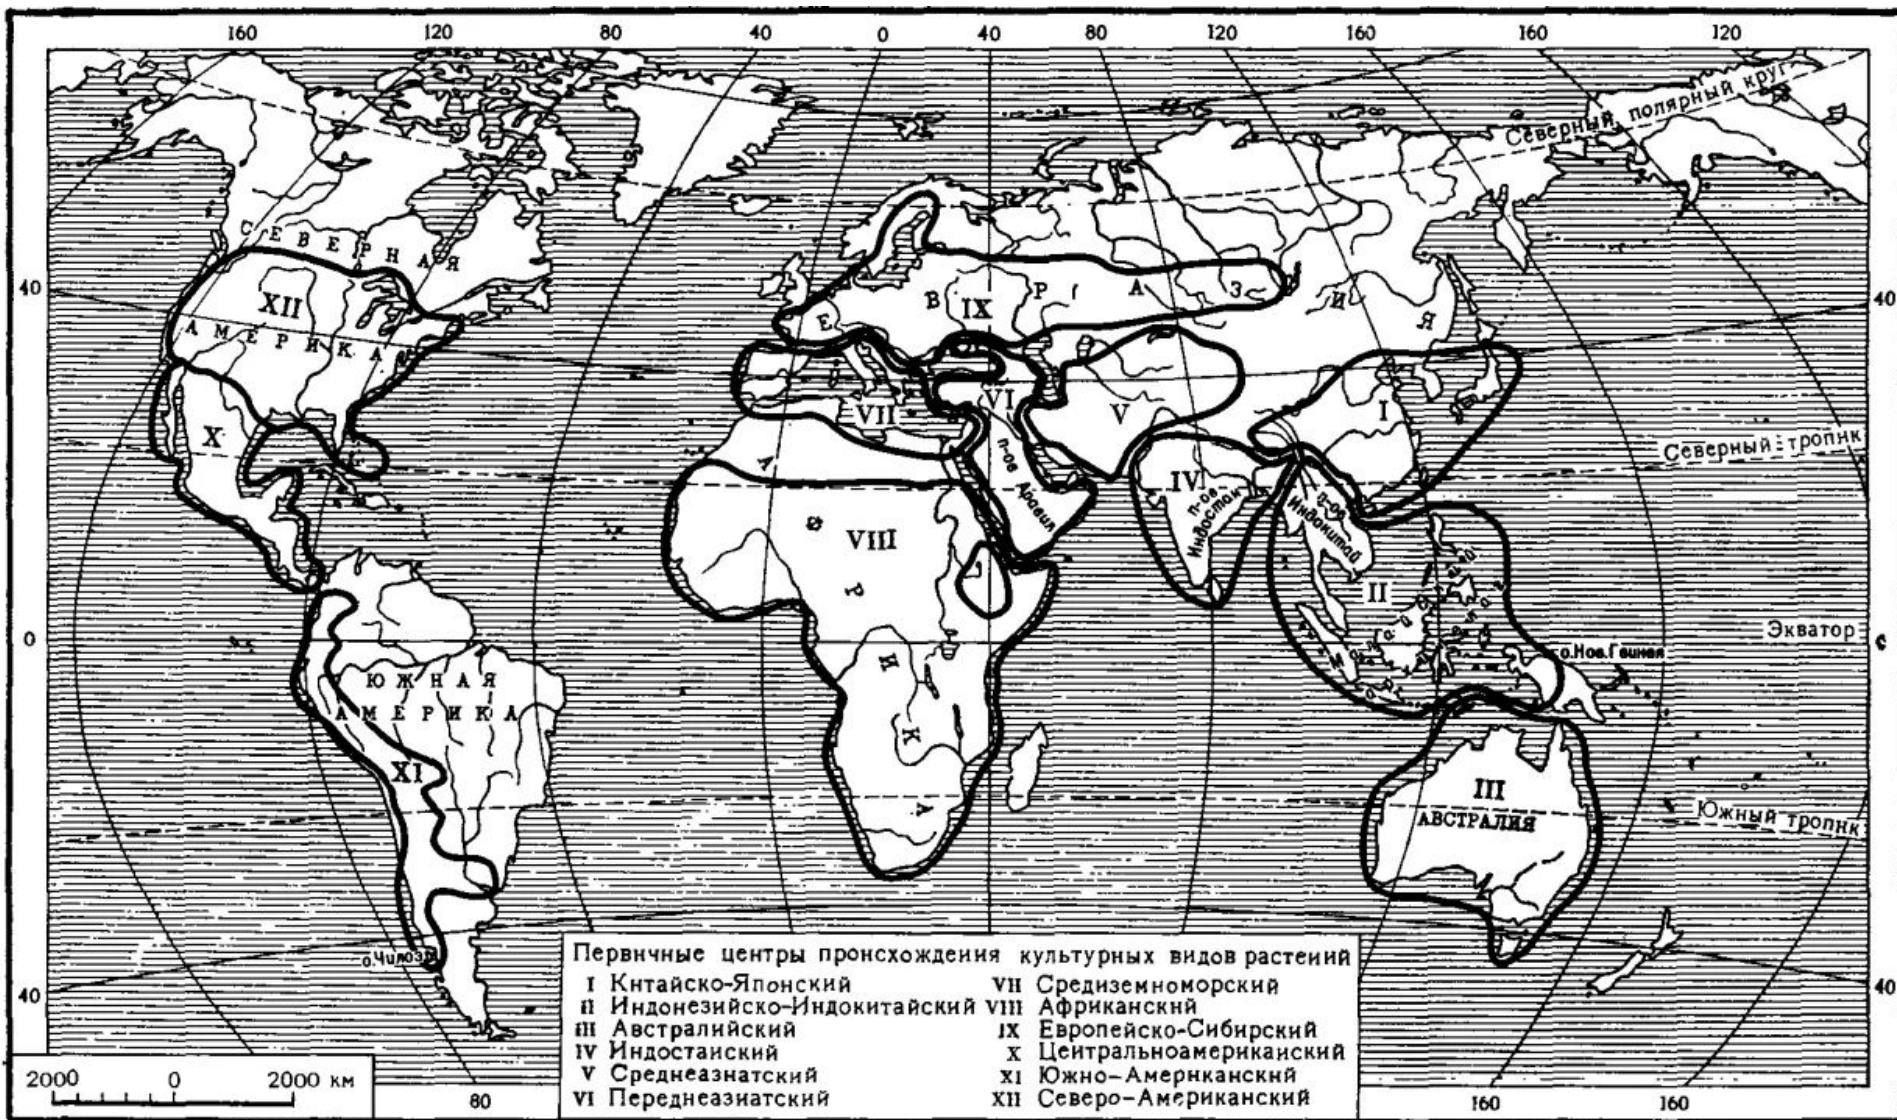 160 120 80 40 0 40 80 120 160 160 120
Северный полярный круг
СЕВЕРНАЯ
АМЕРИКА
XII
40
ЕВРАЗИЯ
IX
40
VII
VI
V
I
X
Северный тропик
IV
п-ов Аравия
п-ов Индостан
п-ов Индокитай
АФРИКА
VIII
II
0
Экватор
о.Нов.Гвинея
ЮЖНАЯ
АМЕРИКА
XI
III
АВСТРАЛИЯ
Южный тропик
о.Чилоэ
40
40
Первичные центры происхождения культурных видов растений
I Китайско-Японский
II Индонезийско-Индокитайский
III Австралийский
IV Индостанский
V Среднеазиатский
VI Переднеазиатский
VII Средиземноморский
VIII Африканский
IX Европейско-Сибирский
X Центральноамериканский
XI Южно-Американский
XII Северо-Американский
2000 0 2000 км
80
160
160